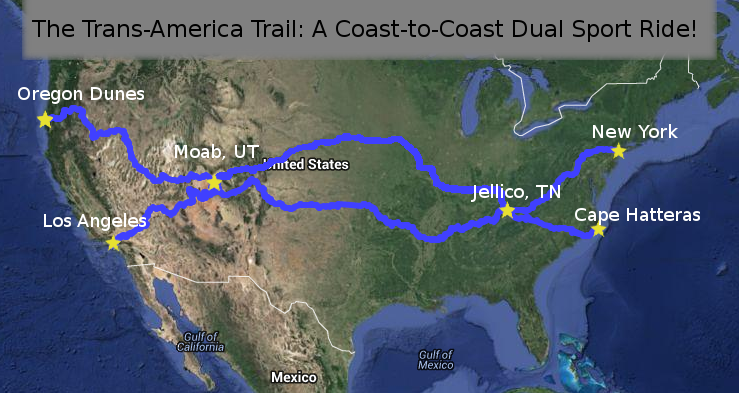 The Trans-America Trail: A Coast-to-Coast Dual Sport Ride!
Oregon Dunes
New York
Moab, UT
United States
Jellico, TN
Los Angeles
Cape Hatteras
Gulf of
California
Gulf of
Mexico
Mexico